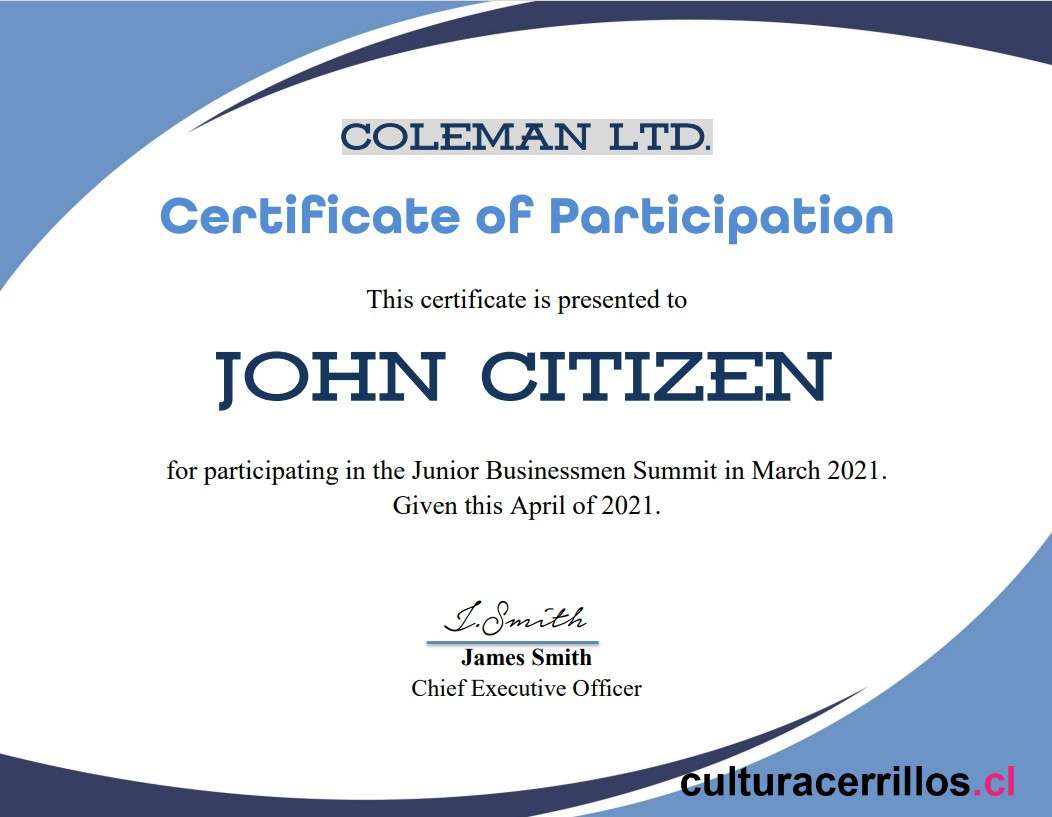 COLEMAN LTD.
Certificate of Participation
This certificate is presented to
JOHN CITIZEN
for participating in the Junior Businessmen Summit in March 2021.
Given this April of 2021.
J.Smith
James Smith
Chief Executive Officer
culturacerrillos.cl